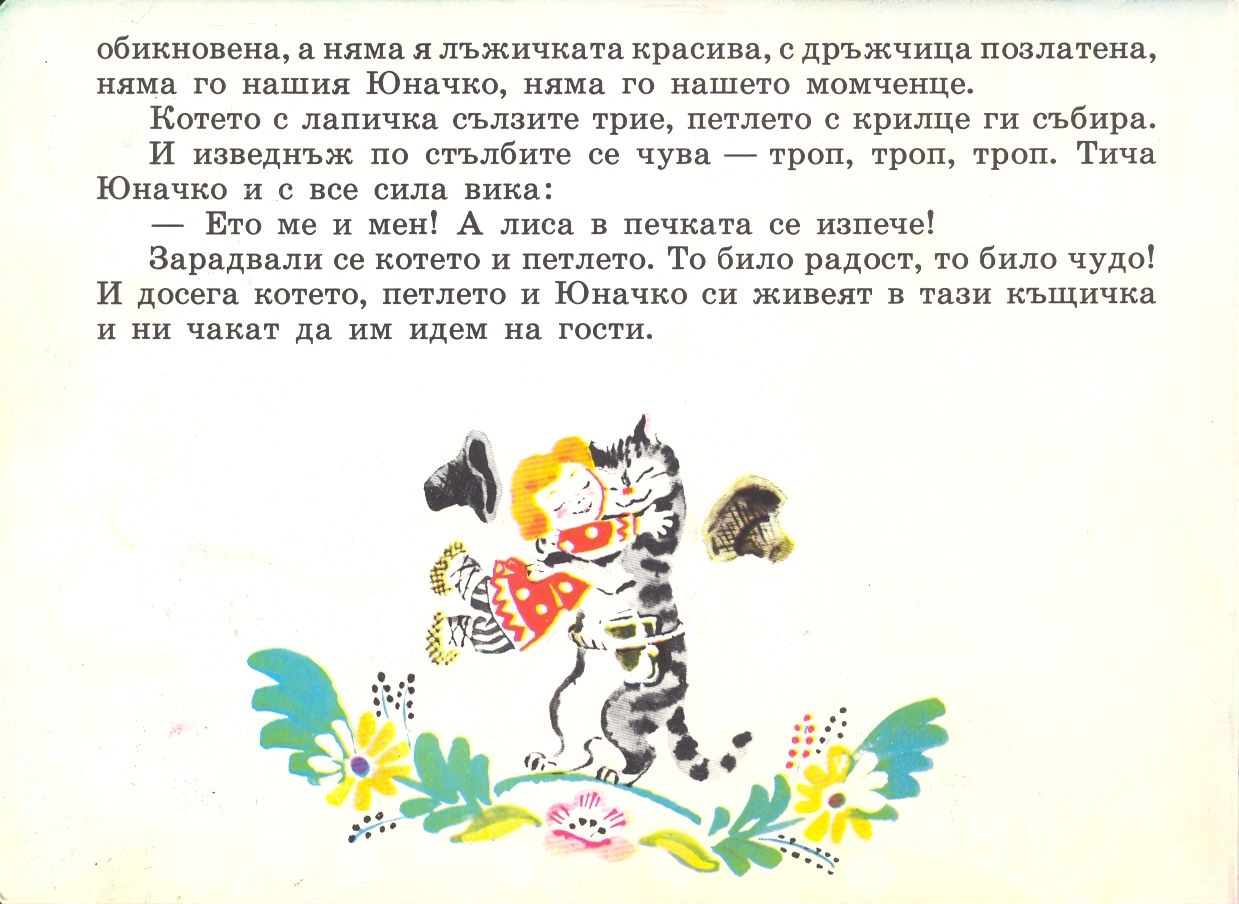 обикновена, а няма я лъжичката красива, с дръжчица позлатена,
няма го нашия Юначко, няма го нашето момченце.
Котето с лапичка сълзите трие, петлето с крилце ги събира.
И изведнъж по стълбите се чува — троп, троп, троп. Тича
Юначко и с все сила вика:
— Ето ме и мен! А лиса в печката се изпече!
Зарадвали се котето и петлето. То било радост, то било чудо!
И досега котето, петлето и Юначко си живеят в тази къщичка
и ни чакат да им идем на гости.